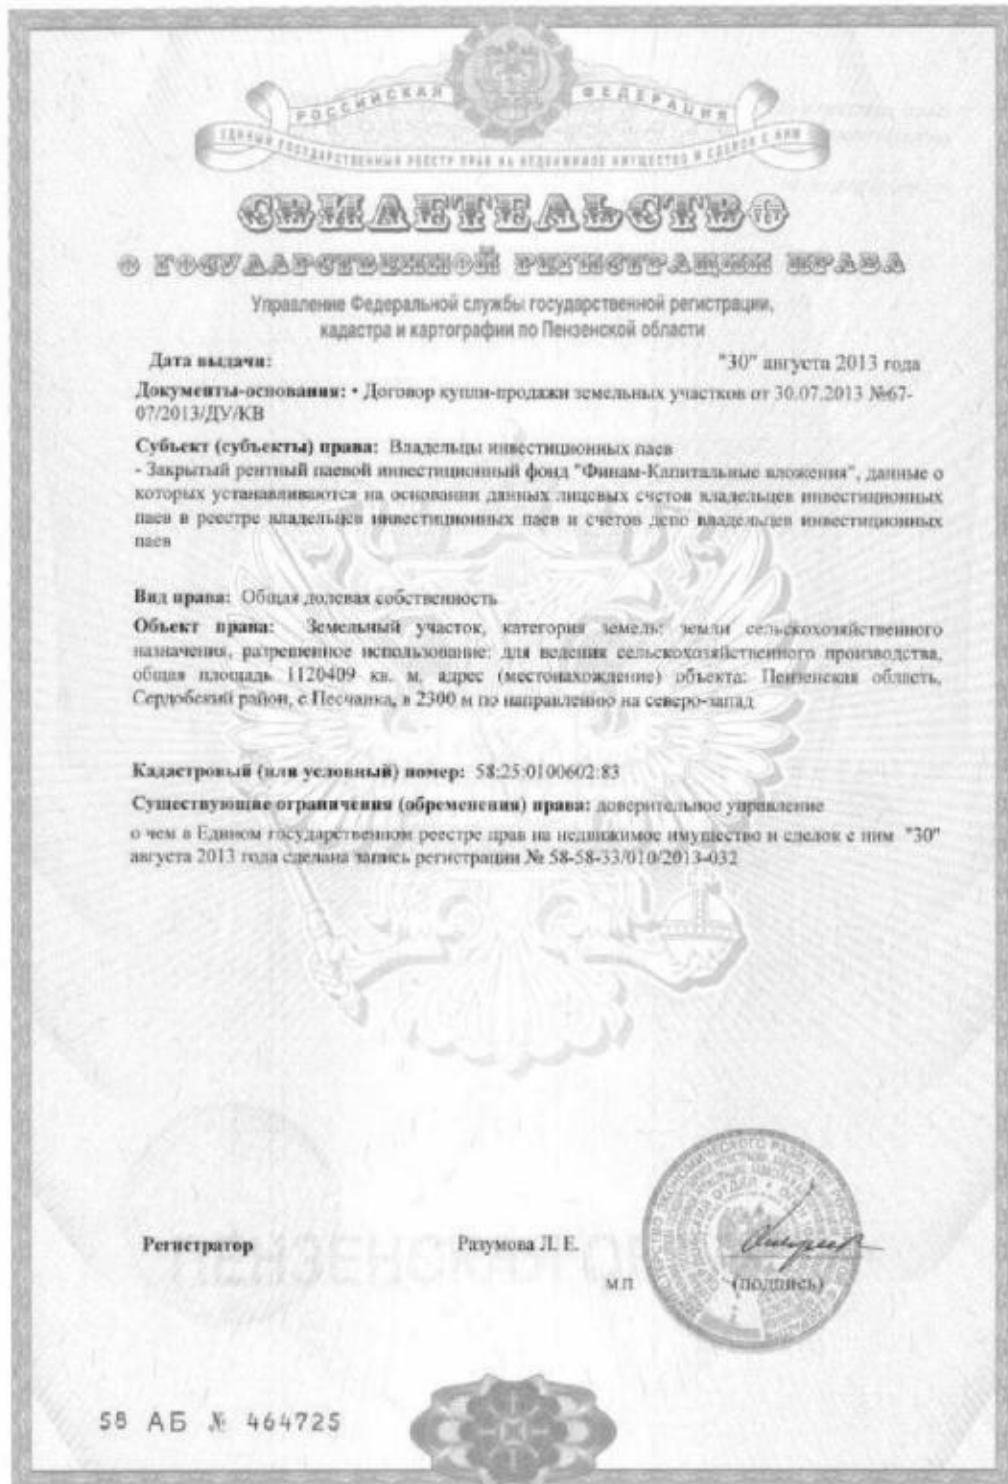 РОССИЙСКАЯ ФЕДЕРАЦИЯ
ЕДИНЫЙ ГОСУДАРСТВЕННЫЙ РЕЕСТР ПРАВ НА НЕДВИЖИМОЕ ИМУЩЕСТВО И СДЕЛОК С НИМ
СВИДЕТЕЛЬСТВО
О ГОСУДАРСТВЕННОЙ РЕГИСТРАЦИИ ПРАВА
Управление Федеральной службы государственной регистрации,
кадастра и картографии по Пензенской области
Дата выдачи: "30" августа 2013 года
Документы-основания: • Договор купли-продажи земельных участков от 30.07.2013 №67-
07/2013/ДУ/КВ
Субъект (субъекты) права: Владельцы инвестиционных паев
- Закрытый рентный паевой инвестиционный фонд "Финам-Капитальные вложения", данные о
которых устанавливаются на основании данных лицевых счетов владельцев инвестиционных
паев в реестре владельцев инвестиционных паев и счетов депо владельцев инвестиционных
паев
Вид права: Общая долевая собственность
Объект права: Земельный участок, категория земель: земли сельскохозяйственного
назначения, разрешенное использование: для ведения сельскохозяйственного производства,
общая площадь 1120409 кв. м, адрес (местонахождение) объекта: Пензенская область,
Сердобский район, с Песчанка, в 2300 м по направлению на северо-запад
Кадастровый (или условный) номер: 58:25:0100602:83
Существующие ограничения (обременения) права: доверительное управление
о чем в Едином государственном реестре прав на недвижимое имущество и сделок с ним "30"
августа 2013 года сделана запись регистрации № 58-58-33/010/2013-032
Регистратор Разумова Л. Е.
м.п. (подпись)
58 АБ № 464725